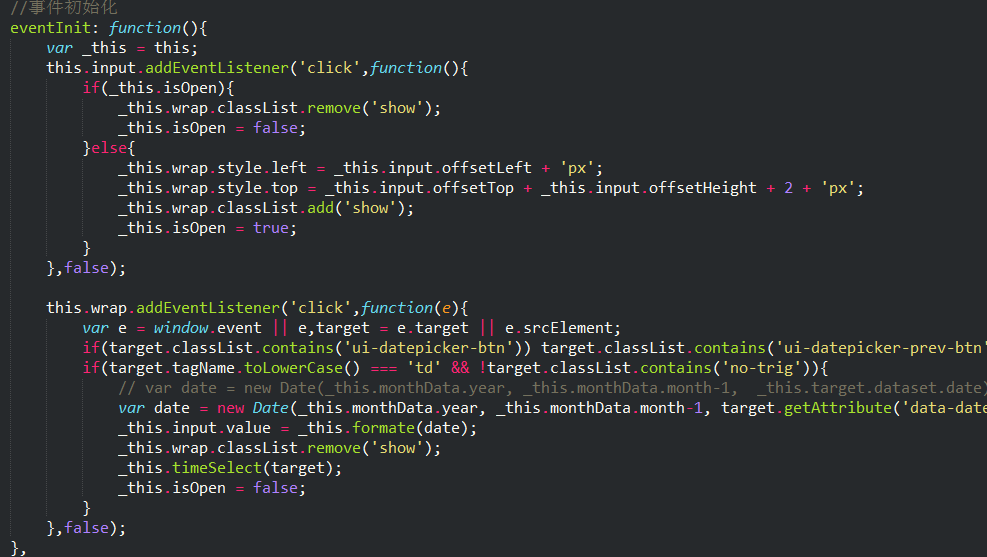 //事件初始化
eventInit: function(){
    var _this = this;
    this.input.addEventListener('click',function(){
        if(_this.isOpen){
            _this.wrap.classList.remove('show');
            _this.isOpen = false;
        }else{
            _this.wrap.style.left = _this.input.offsetLeft + 'px';
            _this.wrap.style.top = _this.input.offsetTop + _this.input.offsetHeight + 2 + 'px';
            _this.wrap.classList.add('show');
            _this.isOpen = true;
        }
    },false);

    this.wrap.addEventListener('click',function(e){
        var e = window.event || e,target = e.target || e.srcElement;
        if(target.classList.contains('ui-datepicker-btn')) target.classList.contains('ui-datepicker-prev-btn'
        if(target.tagName.toLowerCase() === 'td' && !target.classList.contains('no-trig')){
            // var date = new Date(_this.monthData.year, _this.monthData.month-1,  _this.target.dataset.date)
            var date = new Date(_this.monthData.year, _this.monthData.month-1, target.getAttribute('data-date
            _this.input.value = _this.formate(date);
            _this.wrap.classList.remove('show');
            _this.timeSelect(target);
            _this.isOpen = false;
        }
    },false);
},